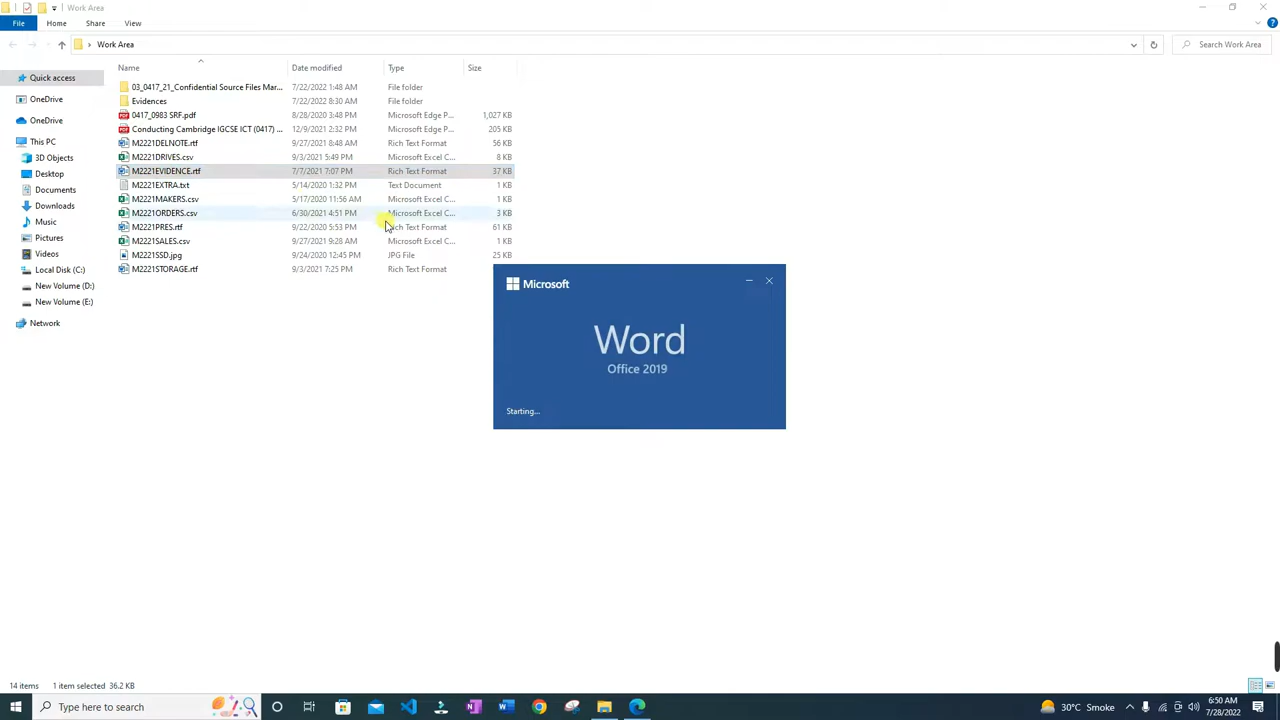 Work Area
File
Home
Share
View
Work Area
Search Work Area
Name
Date modified
Type
Size
Quick access
OneDrive
OneDrive
This PC
3D Objects
Desktop
Documents
Downloads
Music
Pictures
Videos
Local Disk (C:)
New Volume (D:)
New Volume (E:)
Network
03_0417_21_Confidential Source Files Mar... 7/22/2022 1:48 AM File folder
Evidences 7/22/2022 8:30 AM File folder
0417_0983 SRF.pdf 8/28/2020 3:48 PM Microsoft Edge P... 1,027 KB
Conducting Cambridge IGCSE ICT (0417) ... 12/9/2021 2:32 PM Microsoft Edge P... 205 KB
M2221DELNOTE.rtf 9/27/2021 8:48 AM Rich Text Format 56 KB
M2221DRIVES.csv 9/3/2021 5:49 PM Microsoft Excel C... 8 KB
M2221EVIDENCE.rtf 7/7/2021 7:07 PM Rich Text Format 37 KB
M2221EXTRA.txt 5/14/2020 1:32 PM Text Document 1 KB
M2221MAKERS.csv 5/17/2020 11:56 AM Microsoft Excel C... 1 KB
M2221ORDERS.csv 6/30/2021 4:51 PM Microsoft Excel C... 3 KB
M2221PRES.rtf 9/22/2020 5:53 PM Rich Text Format 61 KB
M2221SALES.csv 9/27/2021 9:28 AM Microsoft Excel C... 1 KB
M2221SSD.jpg 9/24/2020 12:45 PM JPG File 25 KB
M2221STORAGE.rtf 9/3/2021 7:25 PM Rich Text Format
Microsoft
Word
Office 2019
Starting...
14 items 1 item selected 36.2 KB
Type here to search
30°C Smoke
6:50 AM
7/28/2022